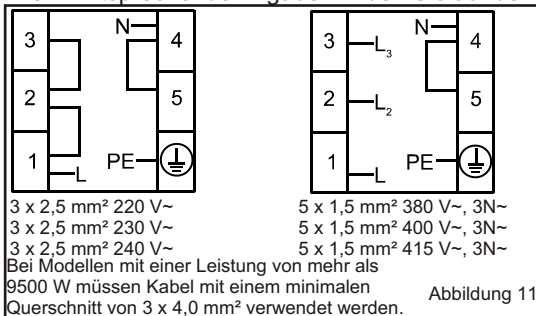 3
2
1
L
N
4
5
PE
3
L3
2
L2
1
L
N
4
5
PE
3 x 2,5 mm² 220 V~
3 x 2,5 mm² 230 V~
3 x 2,5 mm² 240 V~
5 x 1,5 mm² 380 V~, 3N~
5 x 1,5 mm² 400 V~, 3N~
5 x 1,5 mm² 415 V~, 3N~
Bei Modellen mit einer Leistung von mehr als
9500 W müssen Kabel mit einem minimalen
Querschnitt von 3 x 4,0 mm² verwendet werden.
Abbildung 11